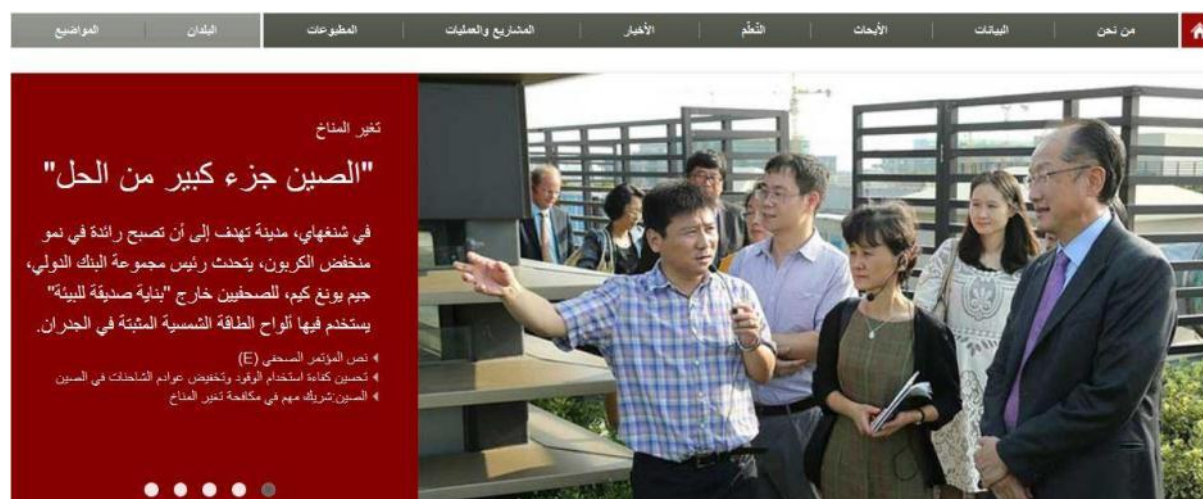 من نحن
البيانات
الأبحاث
التّعلّم
الأخبار
المشاريع والعمليات
المطبوعات
البلدان
المواضيع
تغير المناخ
"الصين جزء كبير من الحل"
في شنغهاي، مدينة تهدف إلى أن تصبح رائدة في نمو
منخفض الكربون، يتحدث رئيس مجموعة البنك الدولي،
جيم يونغ كيم، للصحفيين خارج "بناية صديقة للبيئة"
يستخدم فيها ألواح الطاقة الشمسية المثبتة في الجدران.
نص المؤتمر الصحفي (E)
تحسين كفاءة استخدام الوقود وتخفيض عوادم الشاحنات في الصين
الصين:شريك مهم في مكافحة تغير المناخ